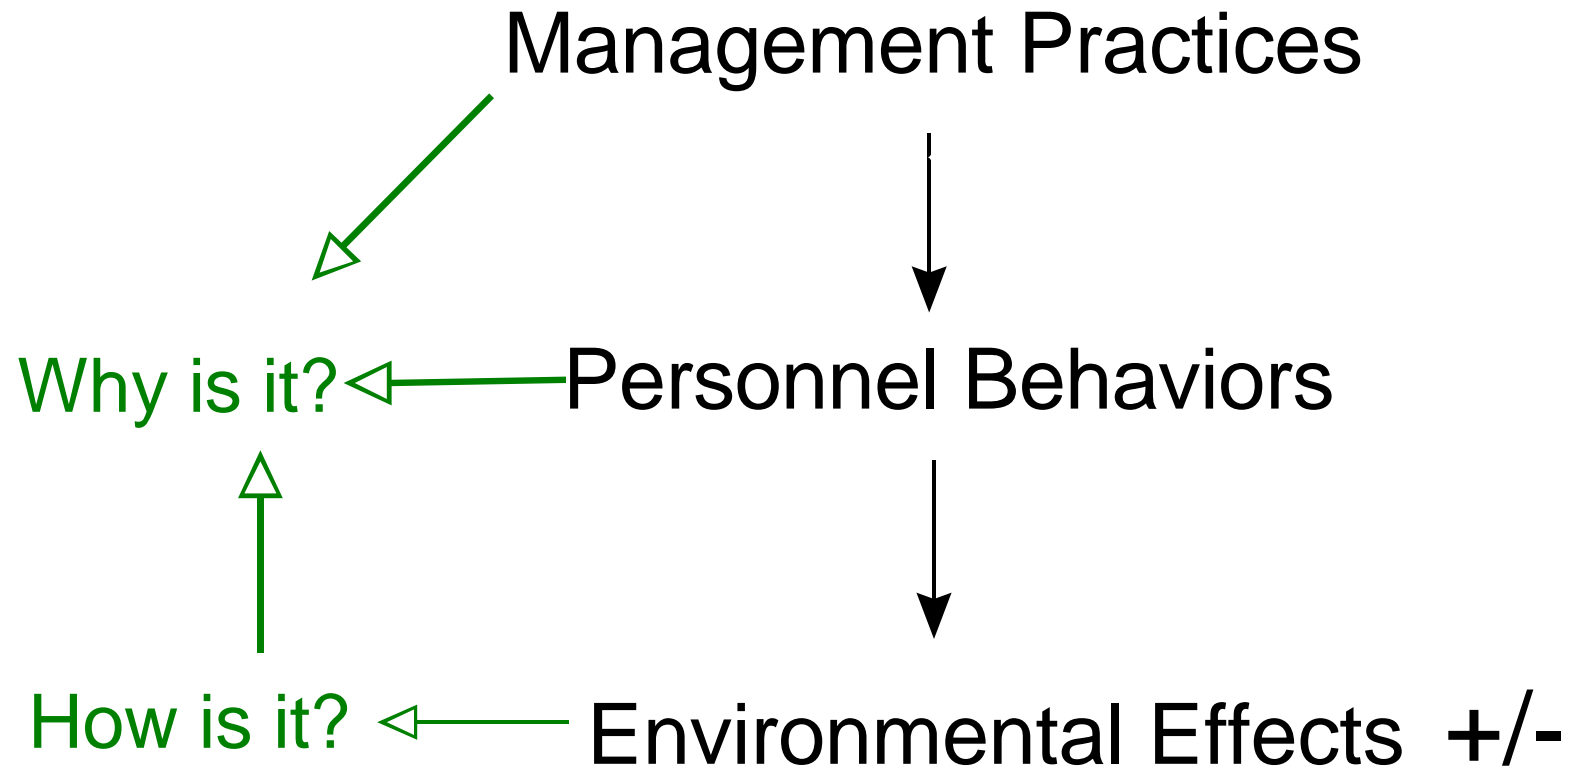 Management Practices
Why is it?
Personnel Behaviors
How is it?
Environmental Effects +/-